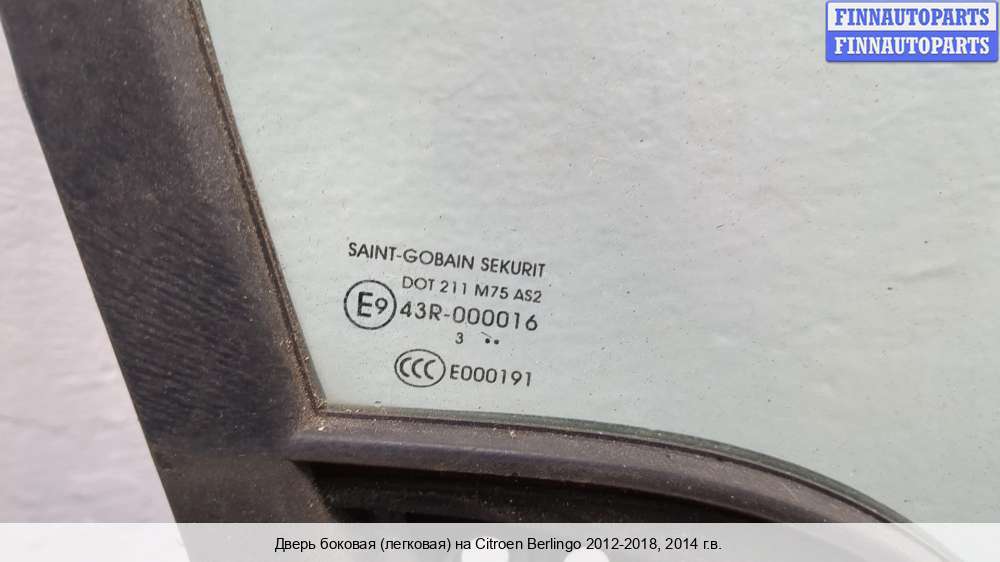 FINNAUTOPARTS
FINNAUTOPARTS
SAINT-GOBAIN SEKURIT
DOT 211 M75 AS2
E9 43R-000016
3 ..
CCC E000191
Дверь боковая (легковая) на Citroen Berlingo 2012-2018, 2014 г.в.